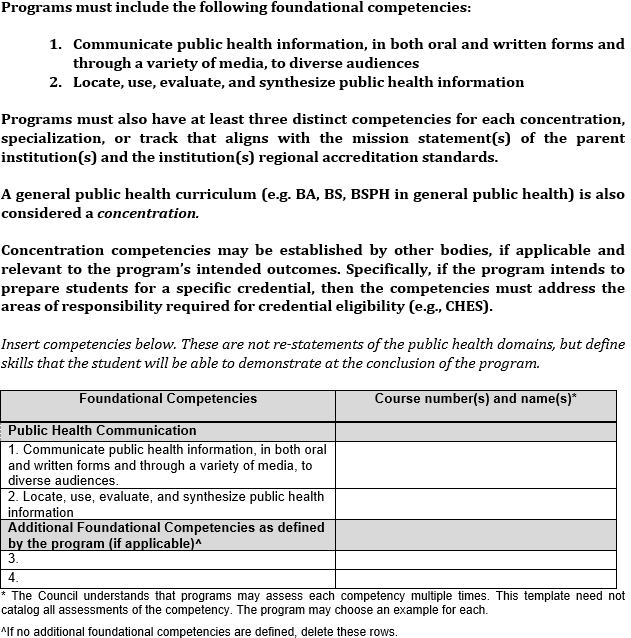 Programs must include the following foundational competencies:
1. Communicate public health information, in both oral and written forms and
through a variety of media, to diverse audiences
2. Locate, use, evaluate, and synthesize public health information
Programs must also have at least three distinct competencies for each concentration,
specialization, or track that aligns with the mission statement(s) of the parent
institution(s) and the institution(s) regional accreditation standards.
A general public health curriculum (e.g. BA, BS, BSPH in general public health) is also
considered a concentration.
Concentration competencies may be established by other bodies, if applicable and
relevant to the program's intended outcomes. Specifically, if the program intends to
prepare students for a specific credential, then the competencies must address the
areas of responsibility required for credential eligibility (e.g., CHES).
Insert competencies below. These are not re-statements of the public health domains, but define
skills that the student will be able to demonstrate at the conclusion of the program.
Foundational Competencies Course number(s) and name(s)*
Public Health Communication
1. Communicate public health information, in both oral
and written forms and through a variety of media, to
diverse audiences.
2. Locate, use, evaluate, and synthesize public health
information
Additional Foundational Competencies as defined
by the program (if applicable)^
3.
4.
* The Council understands that programs may assess each competency multiple times. This template need not
catalog all assessments of the competency. The program may choose an example for each.
^If no additional foundational competencies are defined, delete these rows.